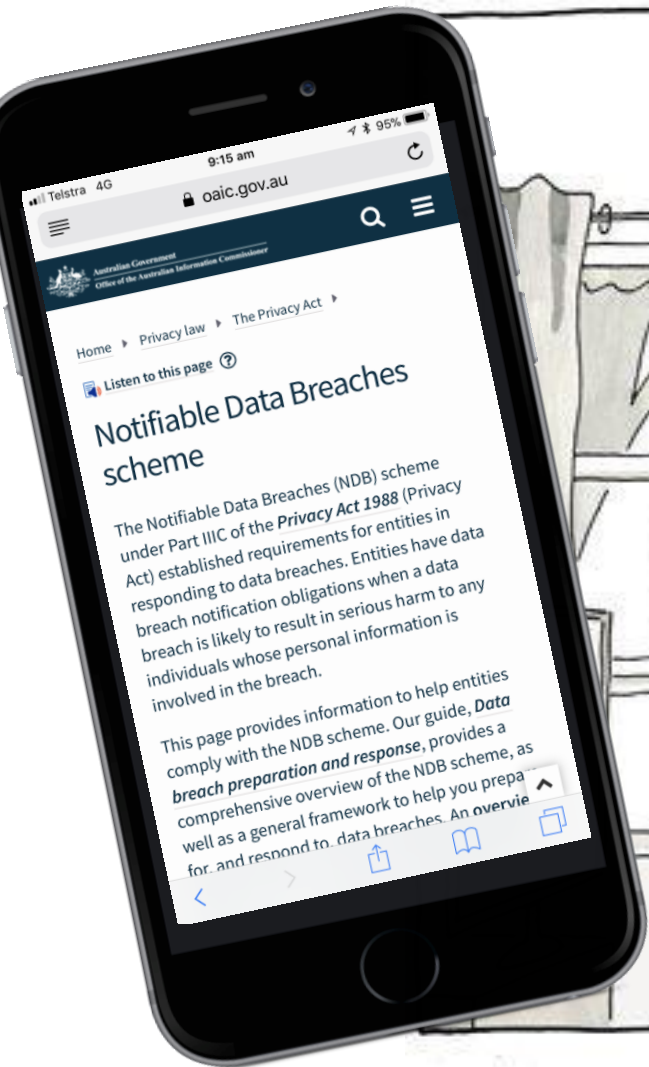 Telstra 4G
9:15 am
95%
oaic.gov.au
Australian Government
Office of the Australian Information Commissioner
Home
Privacy law
The Privacy Act
Listen to this page ?
Notifiable Data Breaches
scheme
The Notifiable Data Breaches (NDB) scheme
under Part IIIC of the Privacy Act 1988 (Privacy
Act) established requirements for entities in
responding to data breaches. Entities have data
breach notification obligations when a data
breach is likely to result in serious harm to any
individuals whose personal information is
involved in the breach.
This page provides information to help entities
comply with the NDB scheme. Our guide, Data
breach preparation and response, provides a
comprehensive overview of the NDB scheme, as
well as a general framework to help you prepa
for, and respond to, data breaches. An overvie